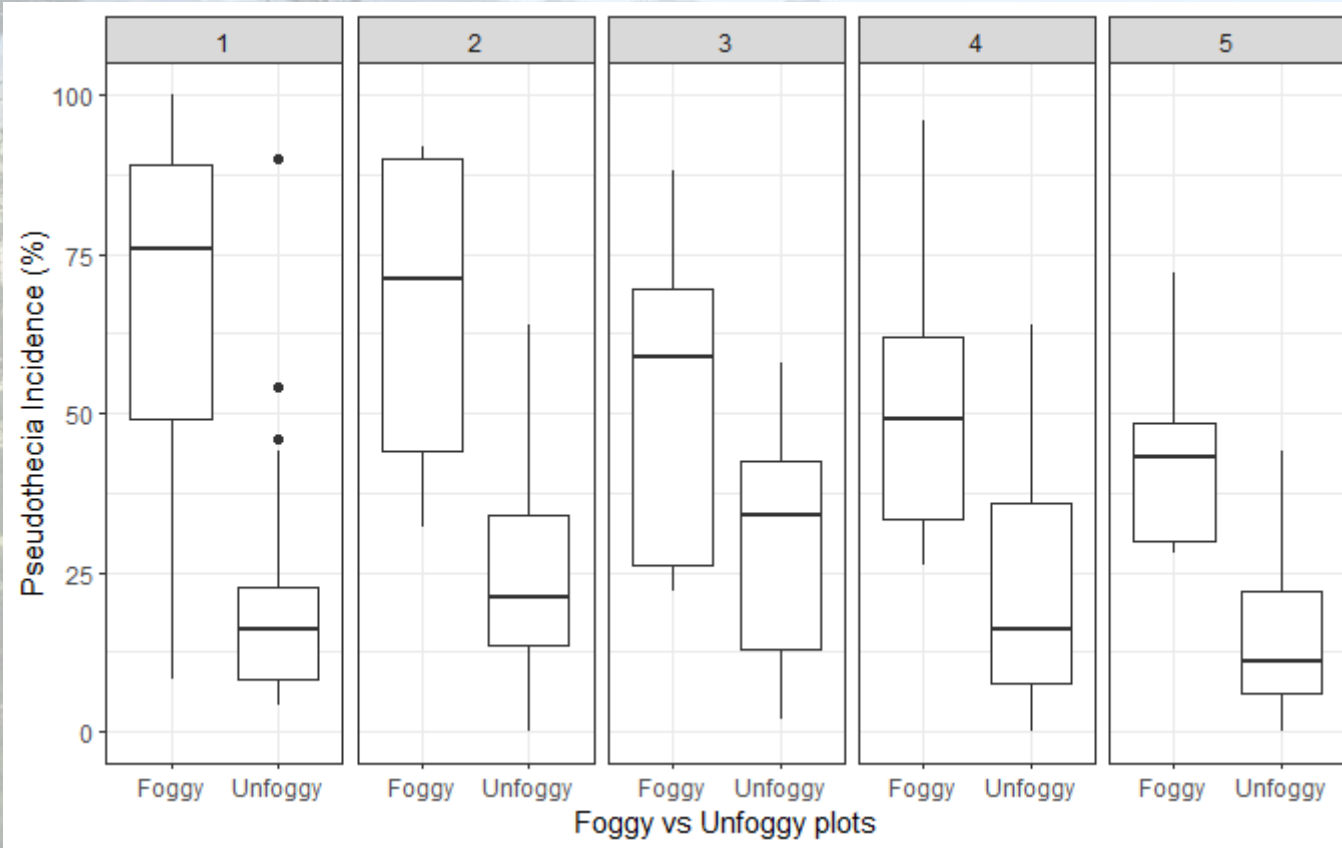 1 2 3 4 5
Pseudothecia Incidence (%)
100
75
50
25
0
Foggy Unfoggy Foggy Unfoggy Foggy Unfoggy Foggy Unfoggy Foggy Unfoggy
Foggy vs Unfoggy plots